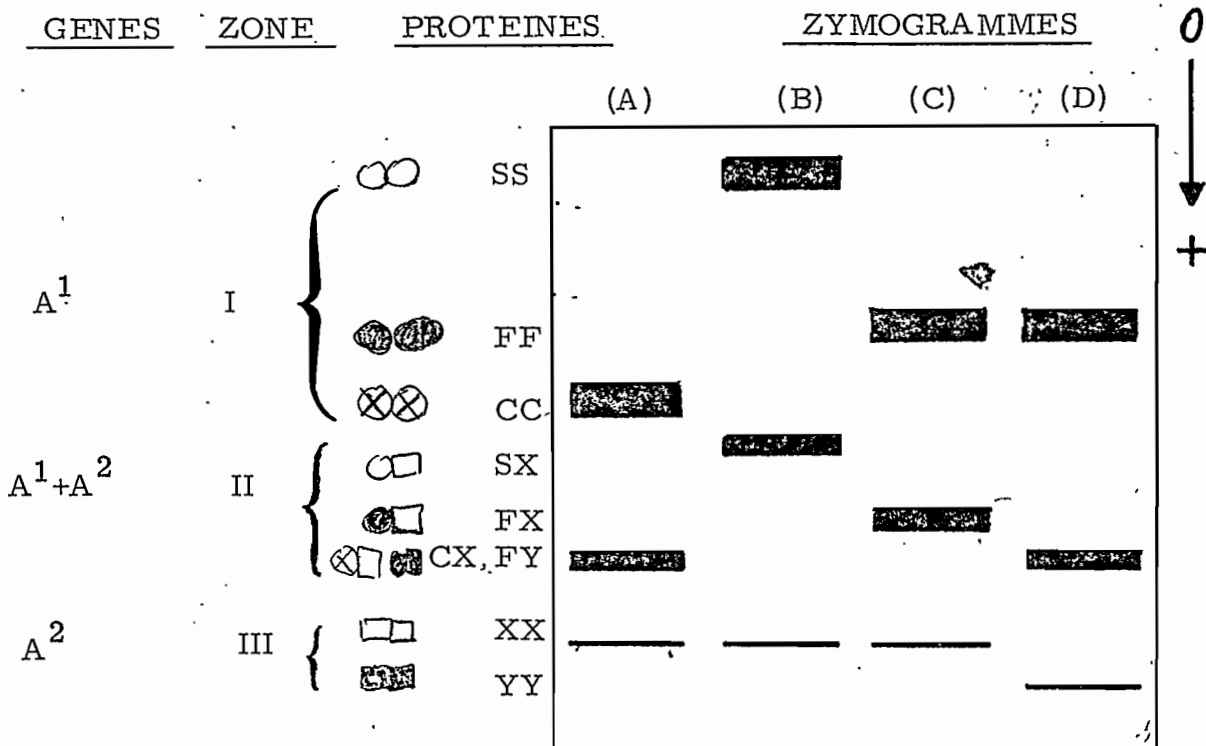 GENES ZONE PROTEINES. ZYMOGRAMMES O
(A) (B) (C) (D)
SS
+
A¹ I
FF
CC
SX
A¹+A² II
FX
CX, FY
A² III XX
YY